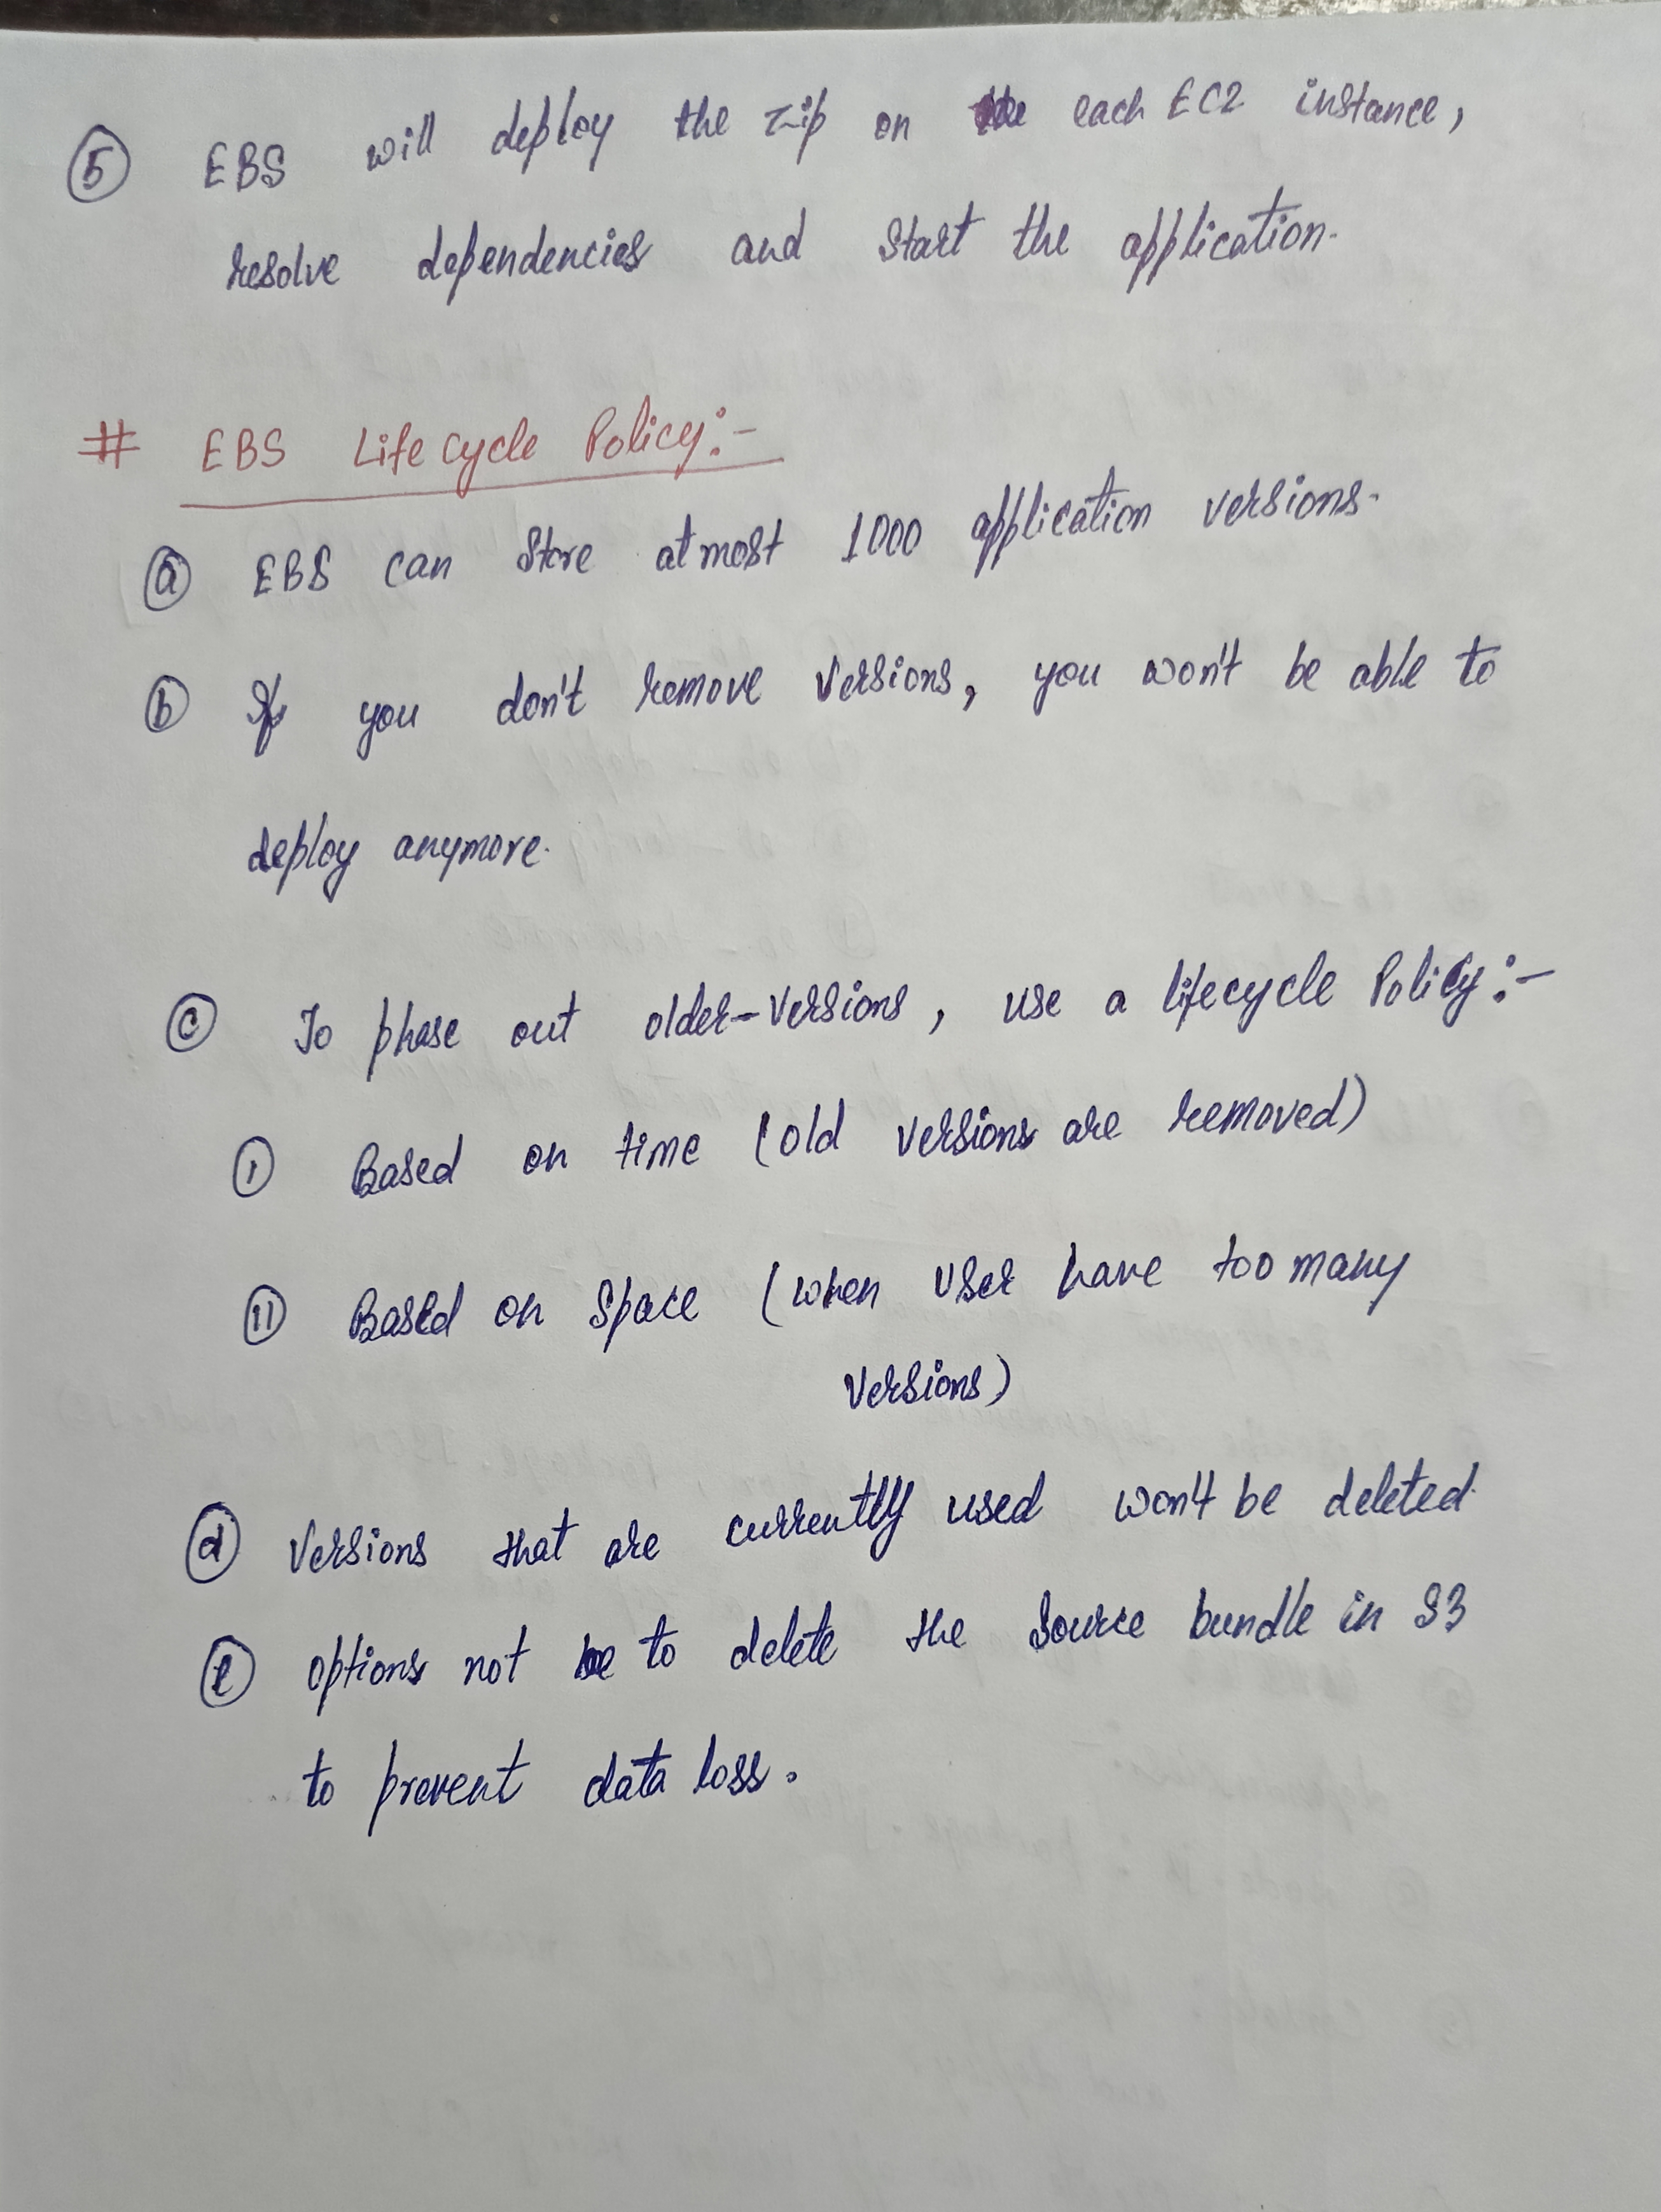 ⑤ EBS will deploy the zip on each EC2 instance,
resolve dependencies and start the application.
# EBS Life cycle Policy:-
ⓐ EBS can store atmost 1000 application versions.
ⓑ If you don't remove versions, you won't be able to
deploy anymore.
ⓒ To phase out older-versions, use a lifecycle Policy:-
ⓘ Based on time (old versions are removed)
(ii) Based on space (when user have too many
versions)
ⓓ Versions that are currently used won't be deleted.
ⓔ options not to delete the source bundle in S3
to prevent data loss.